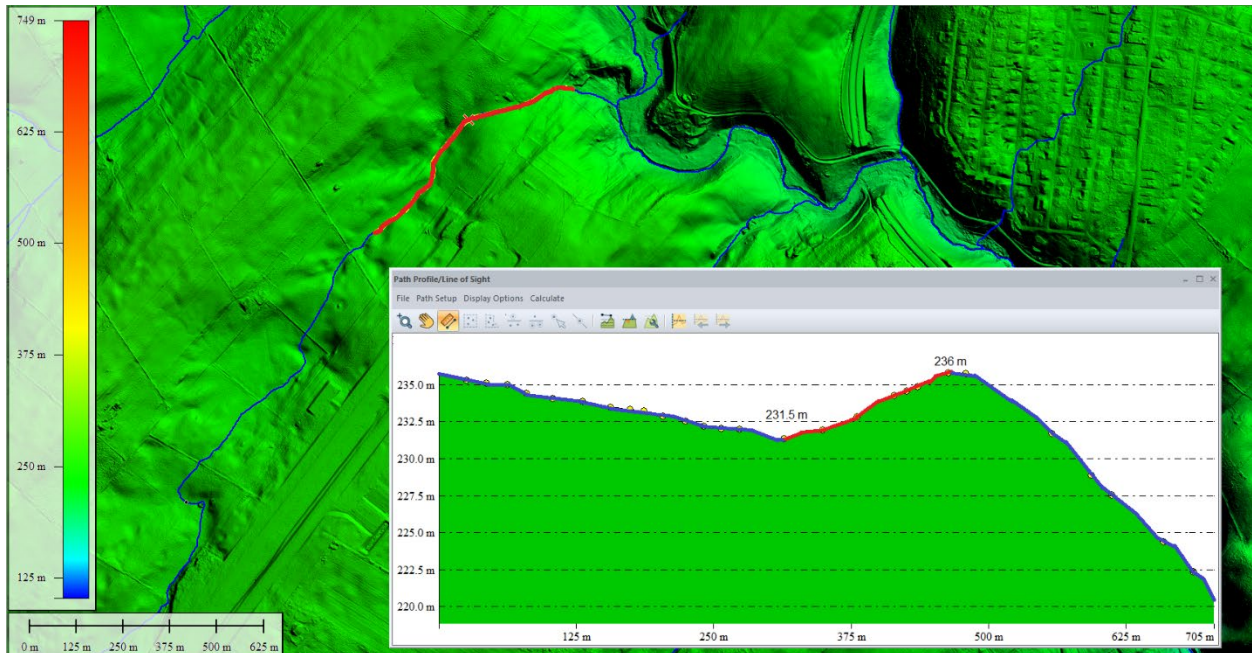 749 m
625 m
500 m
375 m
250 m
125 m
0 m 125 m 250 m 375 m 500 m 625 m
Path Profile/Line of Sight
File Path Setup Display Options Calculate
236 m
235.0 m
231.5 m
232.5 m
230.0 m
227.5 m
225.0 m
222.5 m
220.0 m
125 m 250 m 375 m 500 m 625 m 705 m